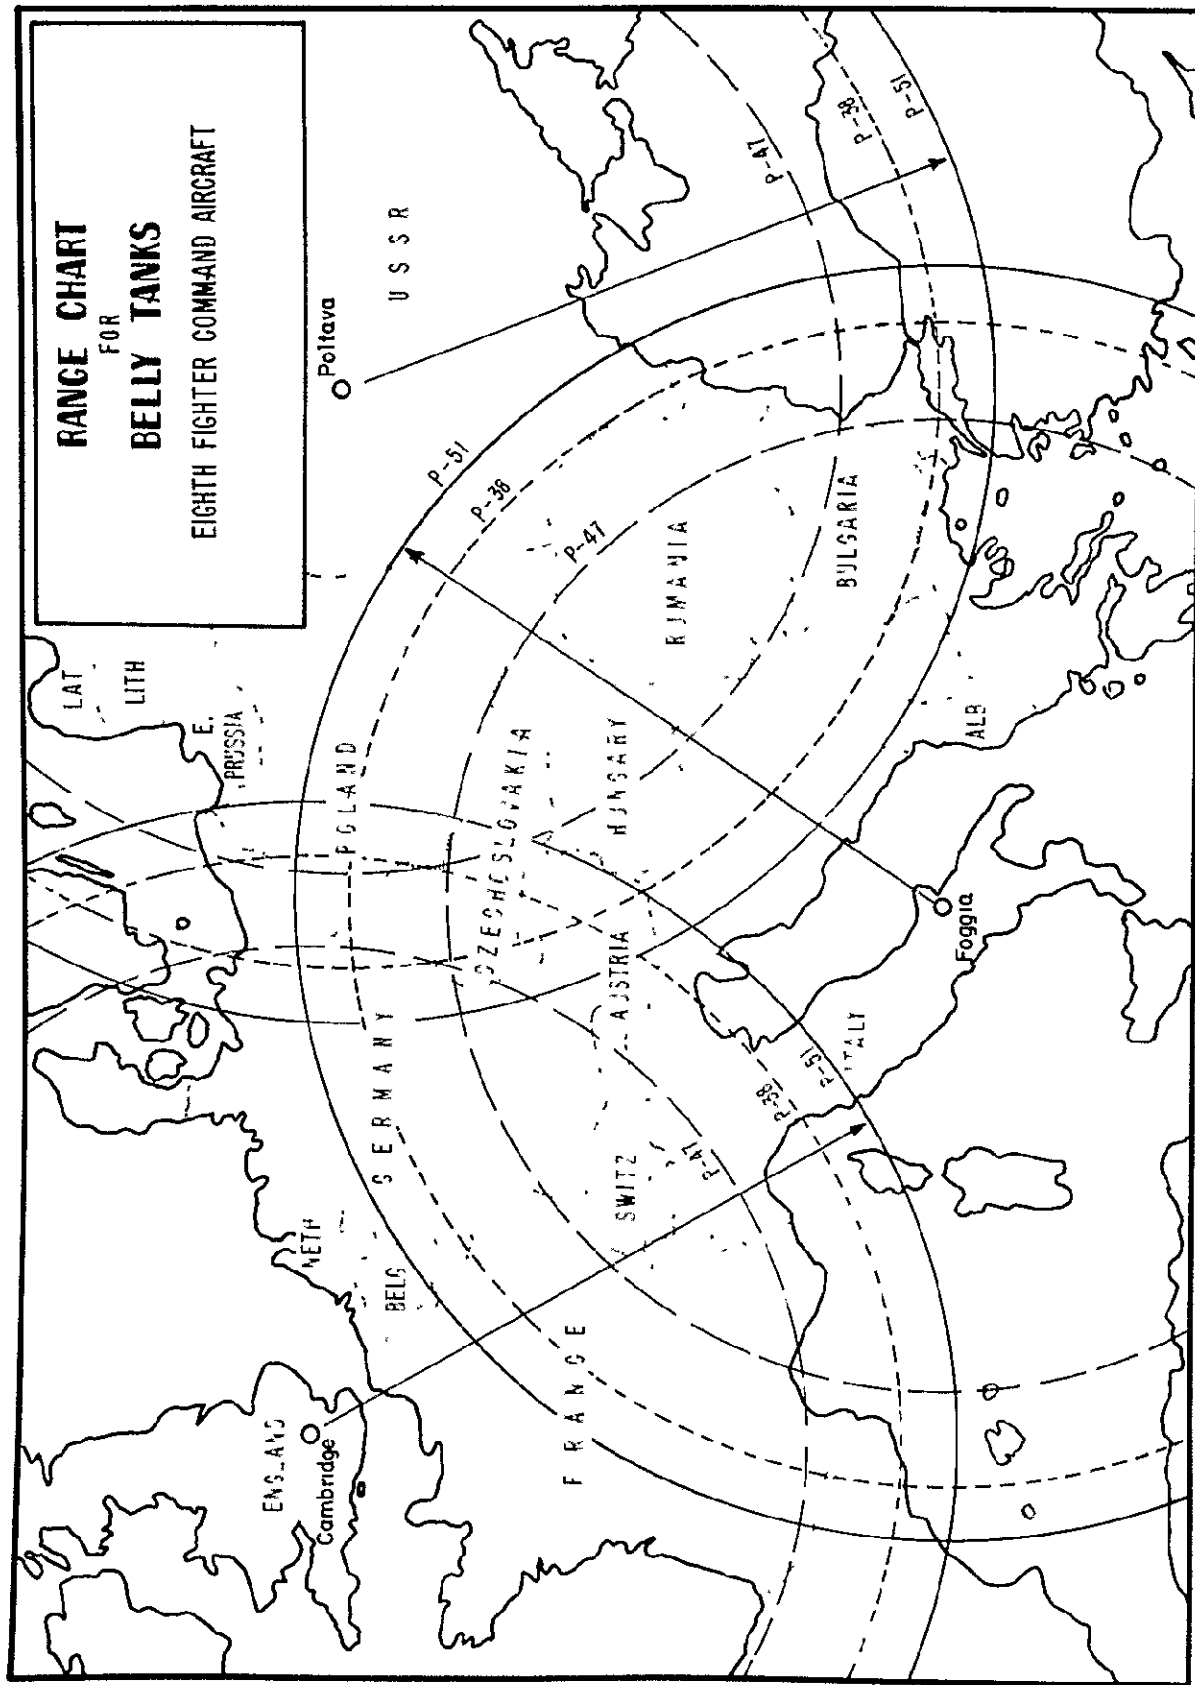 RANGE CHART
FOR
BELLY TANKS
EIGHTH FIGHTER COMMAND AIRCRAFT
LAT
LITH
E.
PRUSSIA
Poltava
USSR
P-51
P-38
P-47
P-47
P-38
P-51
POLAND
CZECHOSLOVAKIA
HUNGARY
RUMANIA
BULGARIA
ALB
GERMANY
AUSTRIA
SWITZ
ITALY
Foggia
NETH
BELG
FRANCE
ENGLAND
Cambridge
P-47
P-38
P-51